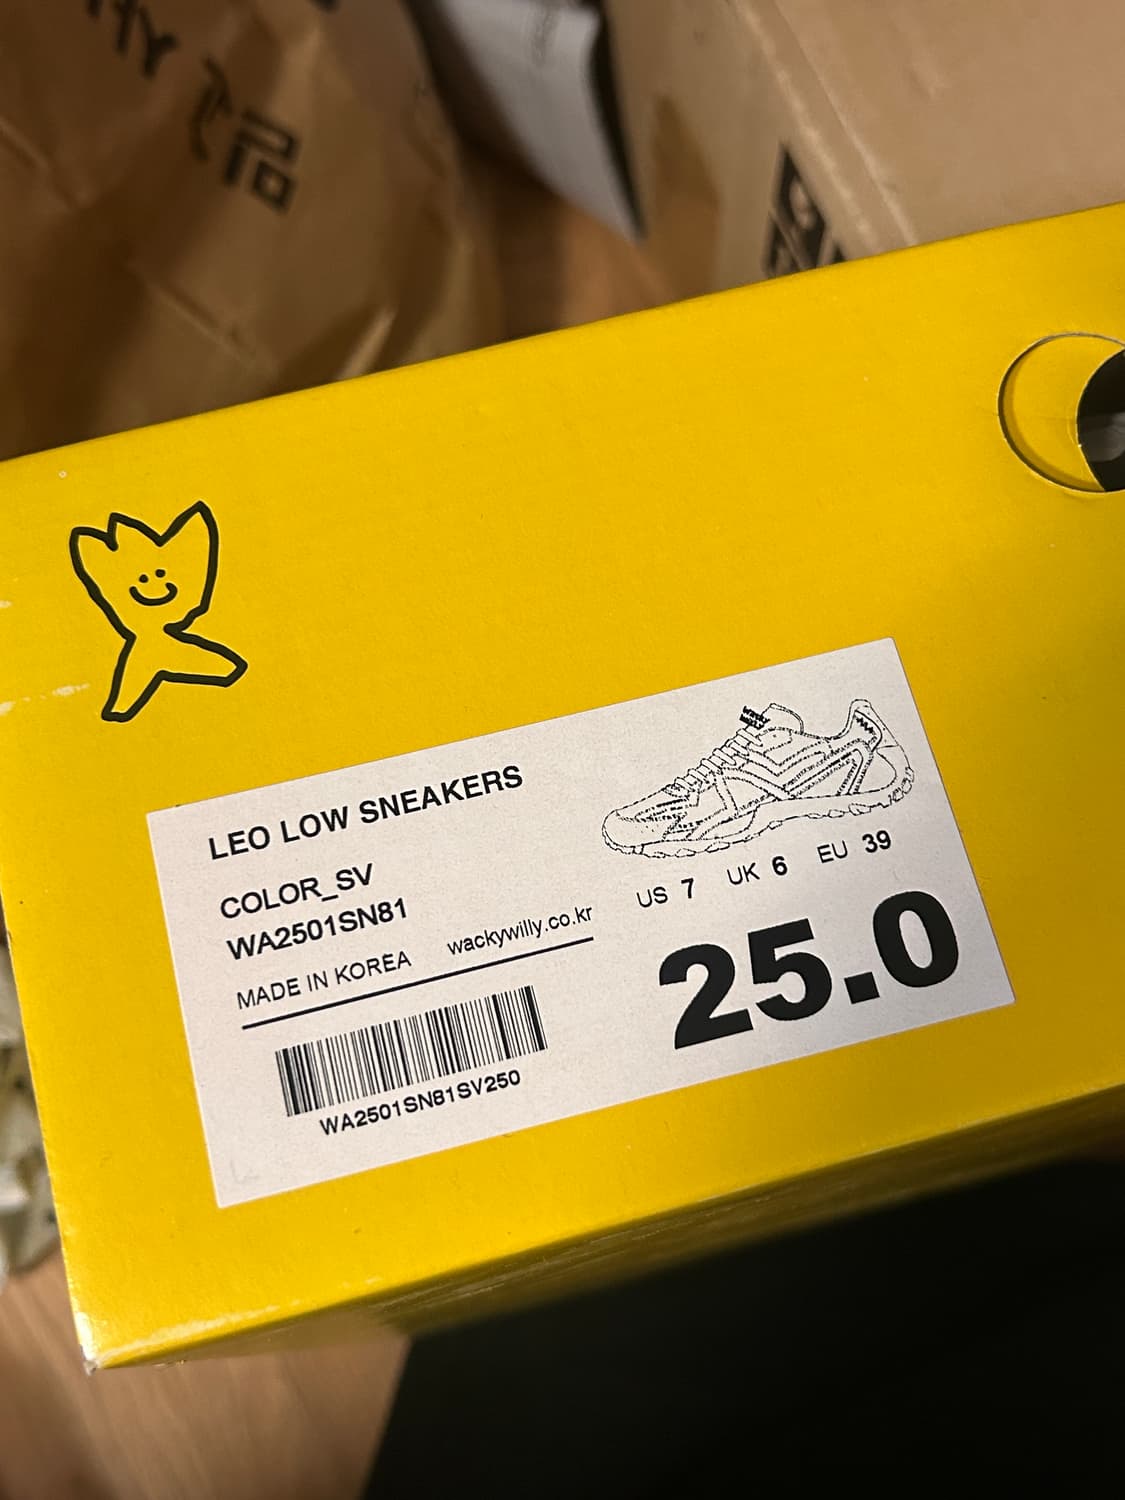 LEO LOW SNEAKERS
COLOR_SV
WA2501SN81
MADE IN KOREA wackywilly.co.kr
WA2501SN81SV250
US 7 UK 6 EU 39
25.0